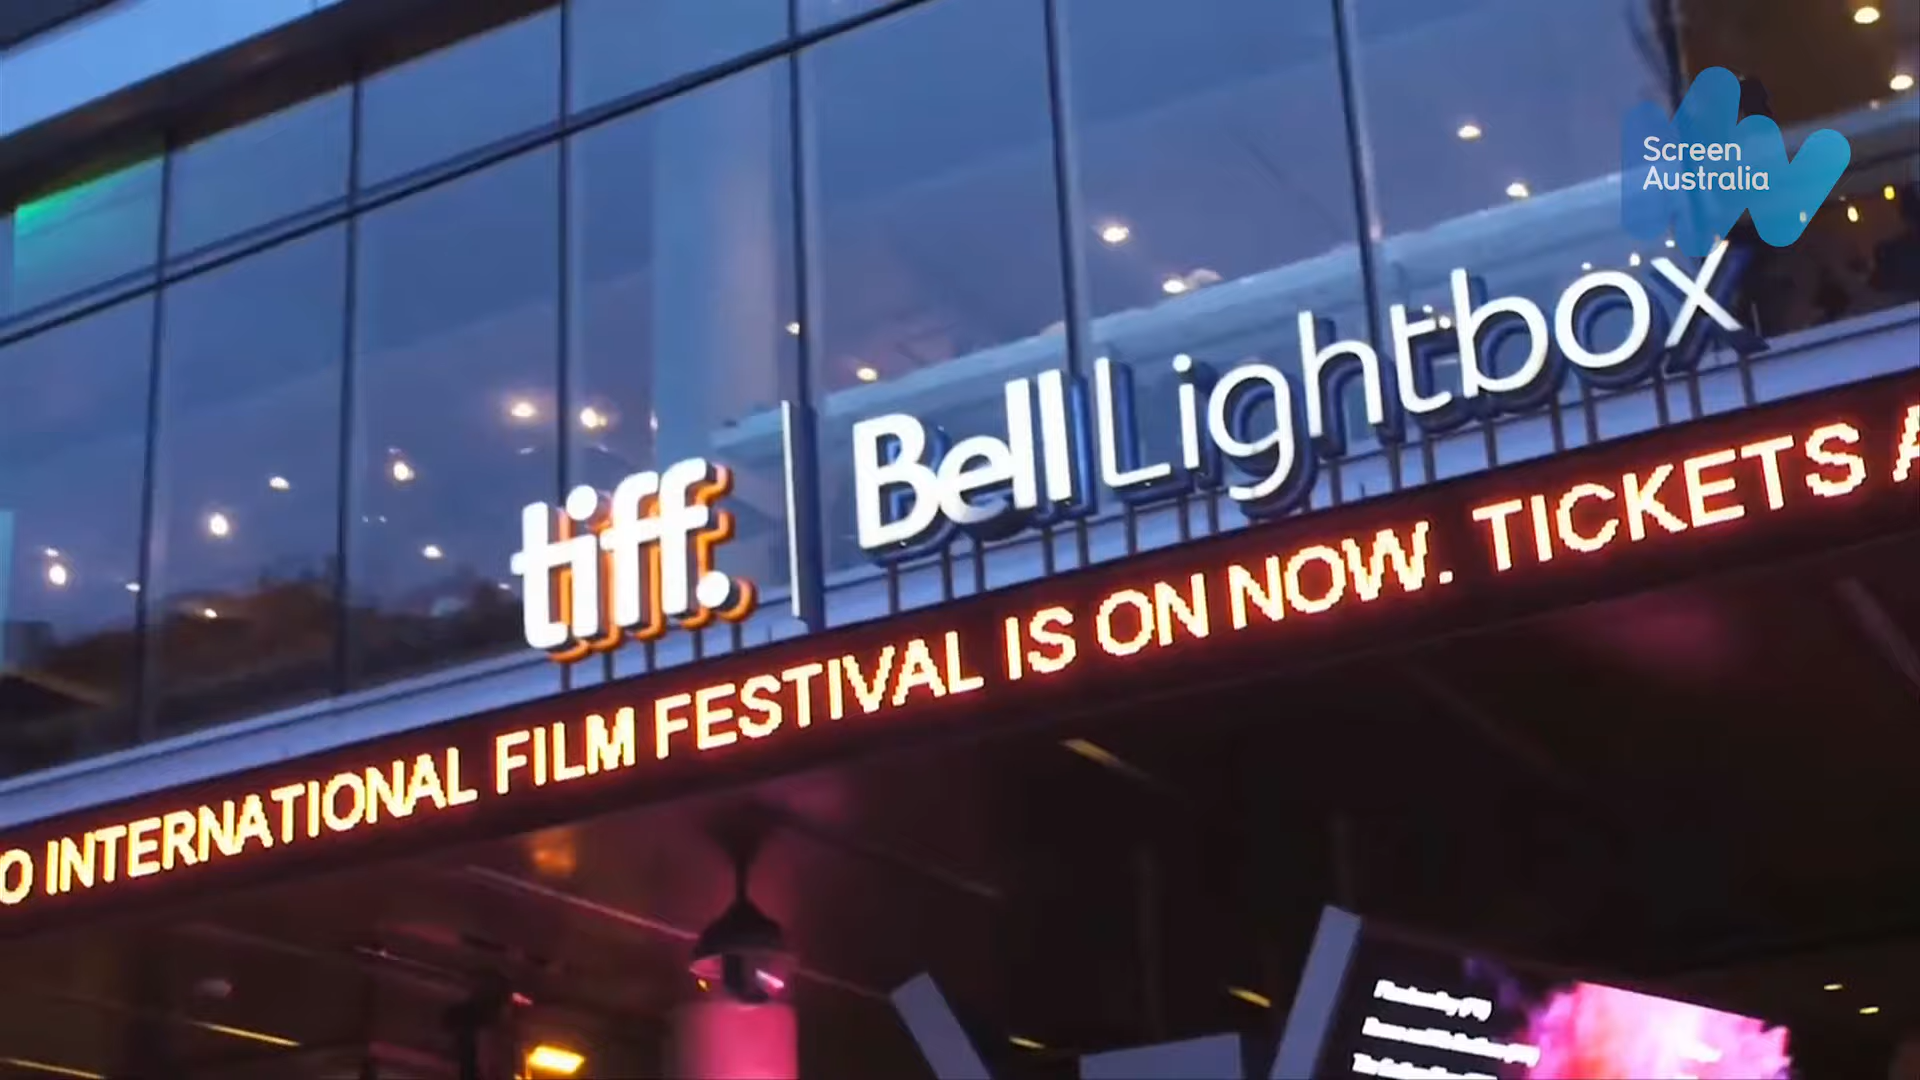 Screen
Australia
tiff. Bell Lightbox
O INTERNATIONAL FILM FESTIVAL IS ON NOW. TICKETS A